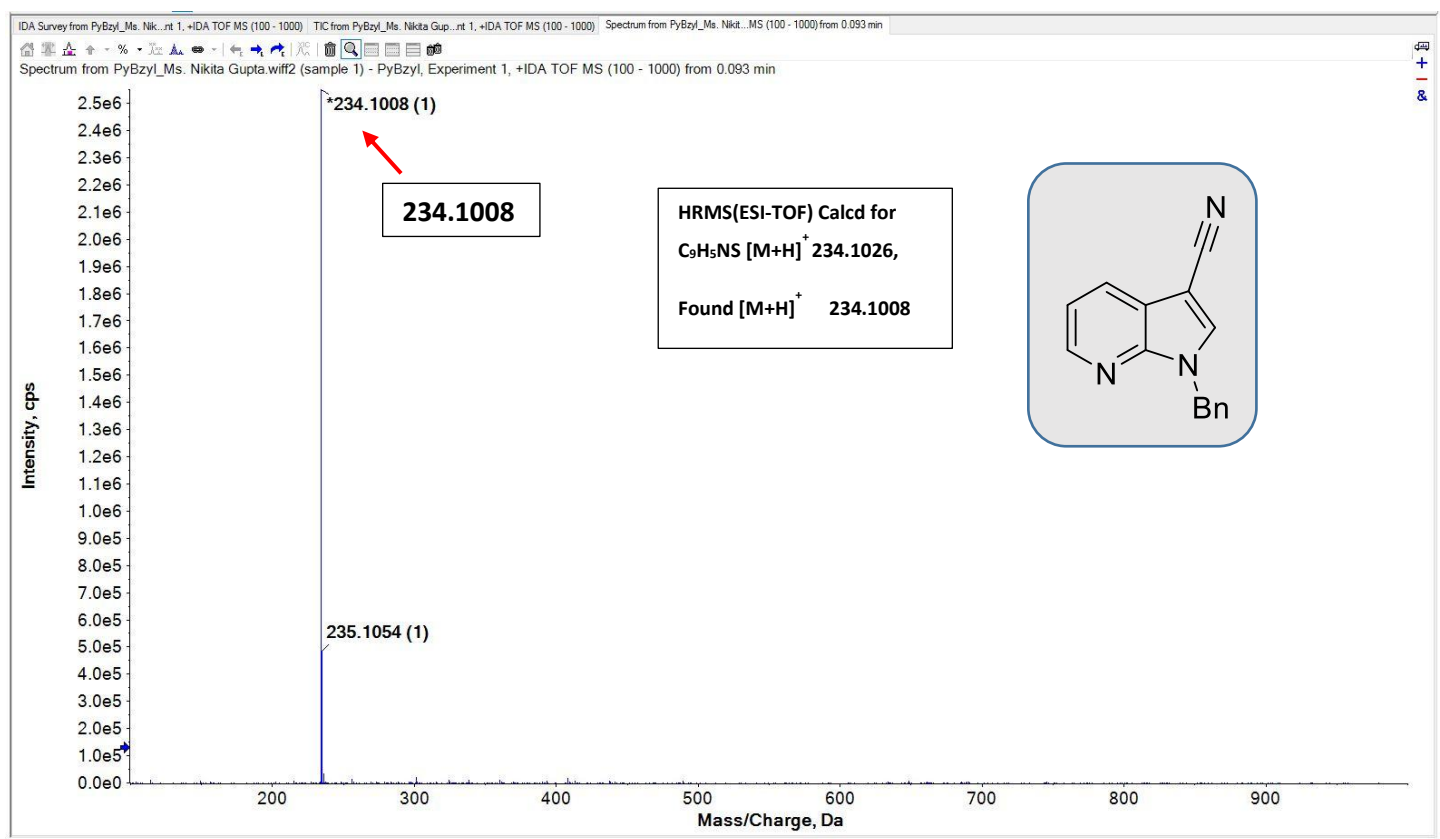 IDA Survey from PyBzyl_Ms. Nik...nt 1, +IDA TOF MS (100 - 1000) TIC from PyBzyl_Ms. Nikita Gup...nt 1, +IDA TOF MS (100 - 1000) Spectrum from PyBzyl_Ms. Nikit...MS (100 - 1000) from 0.093 min
%
Spectrum from PyBzyl_Ms. Nikita Gupta.wiff2 (sample 1) - PyBzyl, Experiment 1, +IDA TOF MS (100 - 1000) from 0.093 min
&
2.5e6
2.4e6
2.3e6
2.2e6
2.1e6
2.0e6
1.9e6
1.8e6
1.7e6
1.6e6
1.5e6
1.4e6
1.3e6
1.2e6
1.1e6
1.0e6
9.0e5
8.0e5
7.0e5
6.0e5
5.0e5
4.0e5
3.0e5
2.0e5
1.0e5
0.0e0
Intensity, cps
*234.1008 (1)
234.1008
235.1054 (1)
HRMS(ESI-TOF) Calcd for
C₉H₅NS [M+H]⁺ 234.1026,
Found [M+H]⁺ 234.1008
N
N
N
Bn
200 300 400 500 600 700 800 900
Mass/Charge, Da